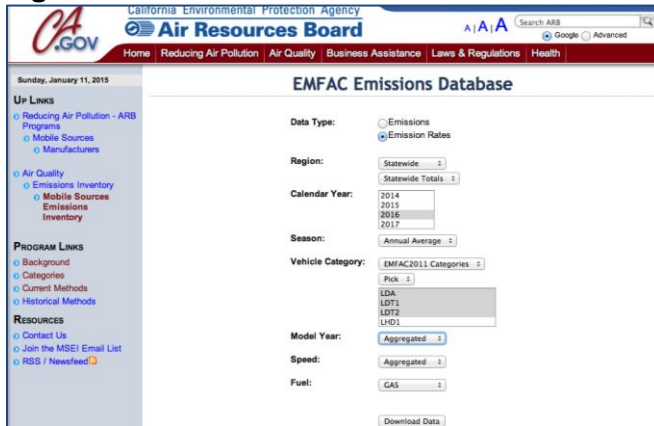 California Environmental Protection Agency
CA.GOV
Air Resources Board
A | A | A
Search ARB
Google Advanced
Home Reducing Air Pollution Air Quality Business Assistance Laws & Regulations Health
Sunday, January 11, 2015
UP LINKS
Reducing Air Pollution - ARB
Programs
Mobile Sources
Manufacturers
Air Quality
Emissions Inventory
Mobile Sources
Emissions
Inventory
PROGRAM LINKS
Background
Categories
Current Methods
Historical Methods
RESOURCES
Contact Us
Join the MSEI Email List
RSS / Newsfeed
EMFAC Emissions Database
Data Type: Emissions
Emission Rates
Region: Statewide
Statewide Totals
Calendar Year: 2014
2015
2016
2017
Season: Annual Average
Vehicle Category: EMFAC2011 Categories
Pick
LDA
LDT1
LDT2
LHD1
Model Year: Aggregated
Speed: Aggregated
Fuel: GAS
Download Data